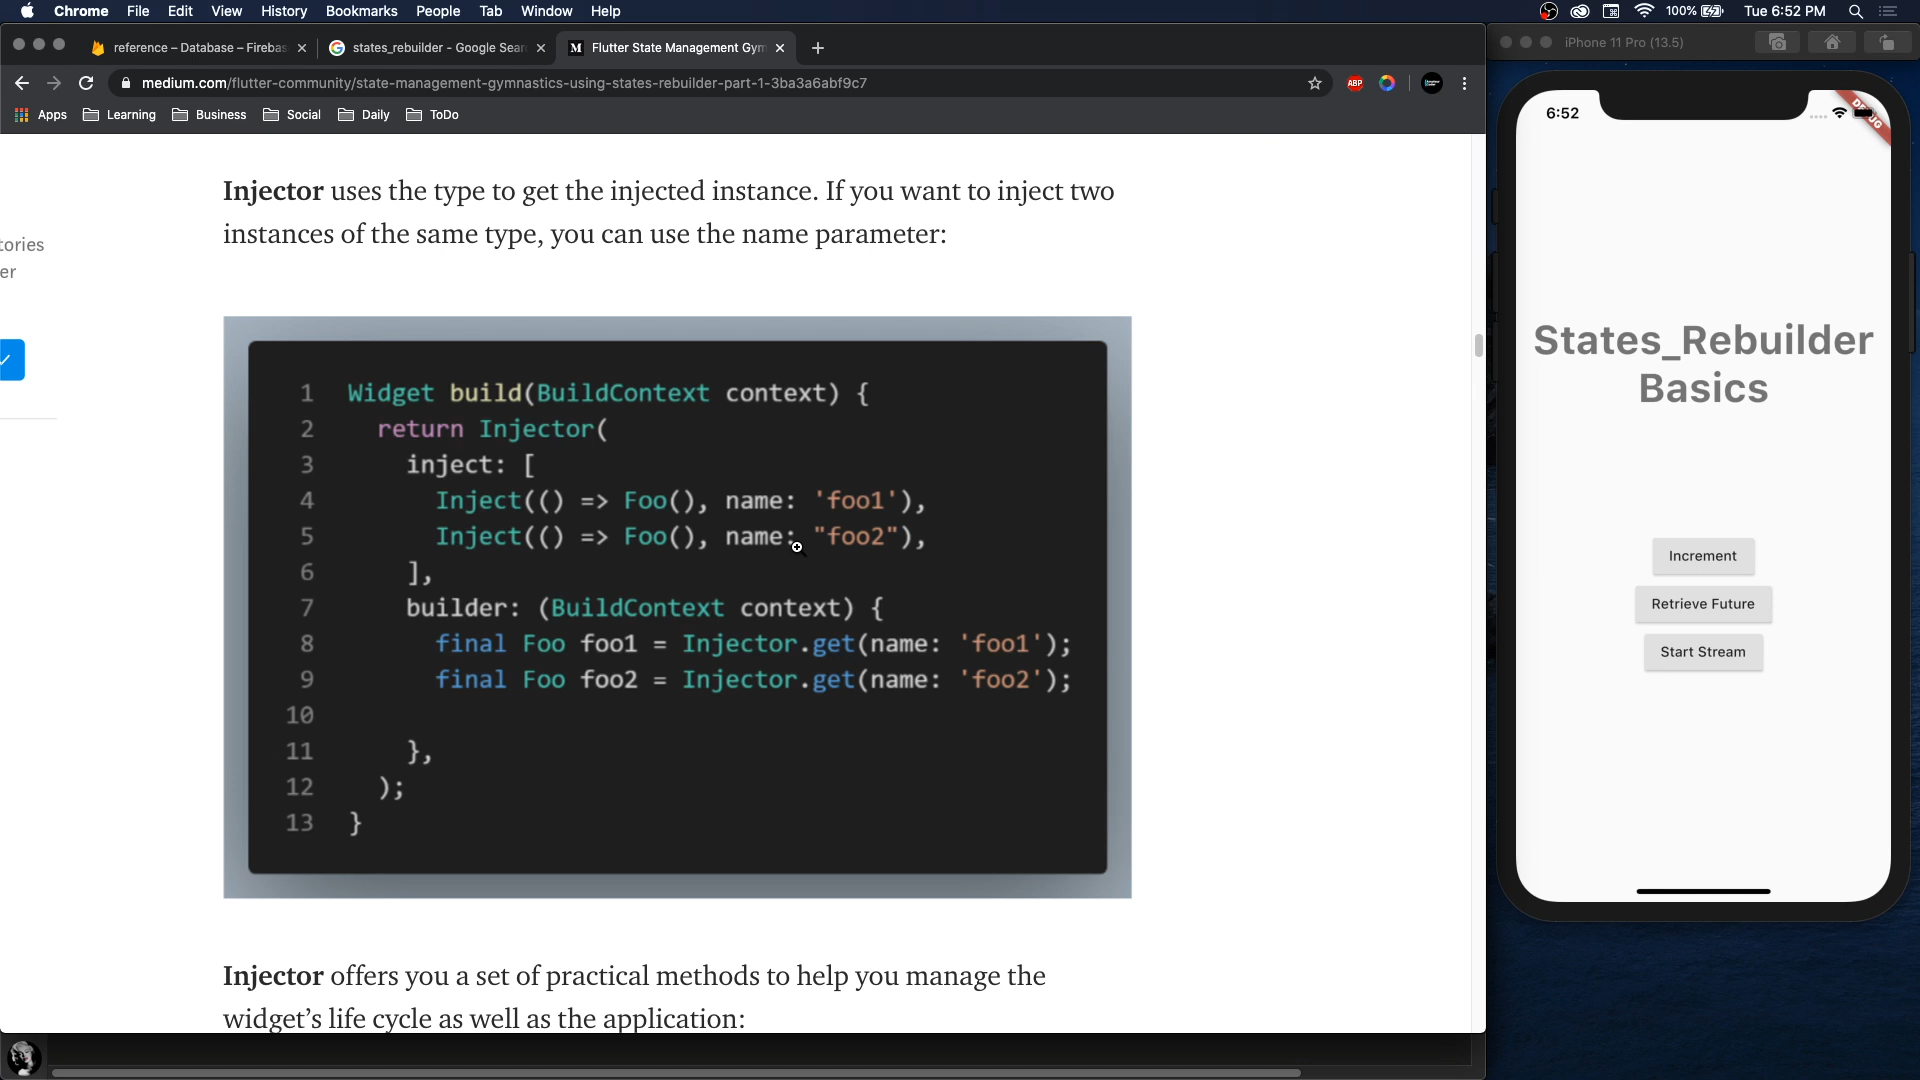 Chrome File Edit View History Bookmarks People Tab Window Help
100% Tue 6:52 PM
reference – Database – Firebas
states_rebuilder - Google Sear
M Flutter State Management Gym
iPhone 11 Pro (13.5)
medium.com/flutter-community/state-management-gymnastics-using-states-rebuilder-part-1-3ba3a6abf9c7
ABP
Apps Learning Business Social Daily ToDo
tories
er
Injector uses the type to get the injected instance. If you want to inject two
instances of the same type, you can use the name parameter:
1 Widget build(BuildContext context) {
2 return Injector(
3 inject: [
4 Inject(() => Foo(), name: 'foo1'),
5 Inject(() => Foo(), name: "foo2"),
6 ],
7 builder: (BuildContext context) {
8 final Foo foo1 = Injector.get(name: 'foo1');
9 final Foo foo2 = Injector.get(name: 'foo2');
10
11 },
12 );
13 }
Injector offers you a set of practical methods to help you manage the
widget’s life cycle as well as the application:
6:52
States_Rebuilder
Basics
Increment
Retrieve Future
Start Stream